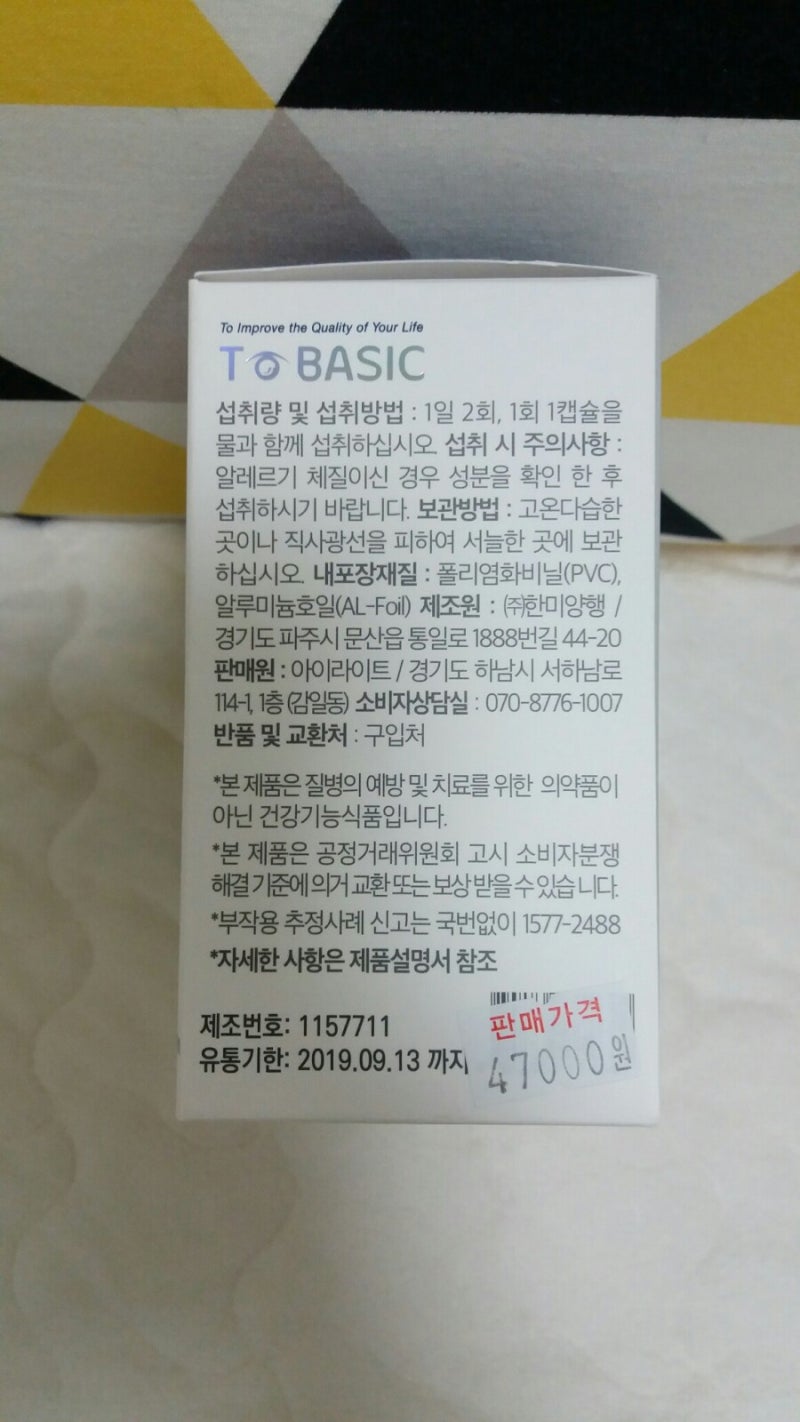 To Improve the Quality of Your Life
To BASIC
섭취량 및 섭취방법 : 1일 2회, 1회 1캡슐을
물과 함께 섭취하십시오. 섭취 시 주의사항 :
알레르기 체질이신 경우 성분을 확인 한 후
섭취하시기 바랍니다. 보관방법 : 고온다습한
곳이나 직사광선을 피하여 서늘한 곳에 보관
하십시오. 내포장재질 : 폴리염화비닐(PVC),
알루미늄호일(AL-Foil) 제조원 : ㈜한미양행 /
경기도 파주시 문산읍 통일로 1888번길 44-20
판매원 : 아이라이트 / 경기도 하남시 서하남로
114-1, 1층 (감일동) 소비자상담실 : 070-8776-1007
반품 및 교환처 : 구입처
*본 제품은 질병의 예방 및 치료를 위한 의약품이
아닌 건강기능식품입니다.
*본 제품은 공정거래위원회 고시 소비자분쟁
해결기준에 의거 교환 또는 보상 받을 수 있습니다.
*부작용 추정사례 신고는 국번없이 1577-2488
*자세한 사항은 제품설명서 참조
제조번호: 1157711
유통기한: 2019.09.13 까지
판매가격
47000원